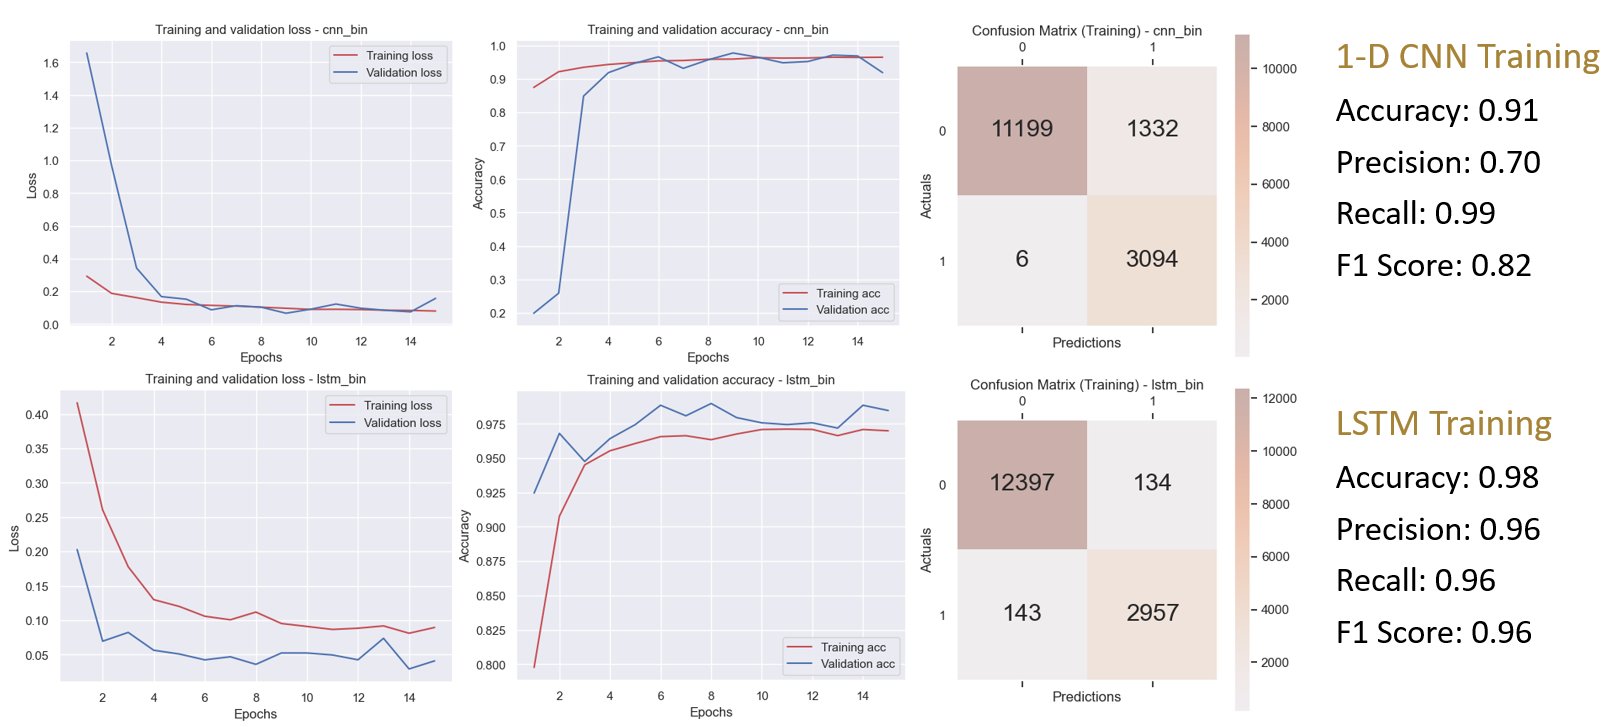 Training and validation loss - cnn_bin
Training loss
Validation loss
1.6
1.4
1.2
1.0
0.8
0.6
0.4
0.2
0.0
Loss
2 4 6 8 10 12 14
Epochs
Training and validation accuracy - cnn_bin
1.0
0.9
0.8
0.7
0.6
0.5
0.4
0.3
0.2
Accuracy
Training acc
Validation acc
2 4 6 8 10 12 14
Epochs
Confusion Matrix (Training) - cnn_bin
0 1
0 11199 1332
1 6 3094
Actuals
Predictions
10000
8000
6000
4000
2000
1-D CNN Training
Accuracy: 0.91
Precision: 0.70
Recall: 0.99
F1 Score: 0.82
Training and validation loss - lstm_bin
Training loss
Validation loss
0.40
0.35
0.30
0.25
0.20
0.15
0.10
0.05
Loss
2 4 6 8 10 12 14
Epochs
Training and validation accuracy - lstm_bin
0.975
0.950
0.925
0.900
0.875
0.850
0.825
0.800
Accuracy
Training acc
Validation acc
2 4 6 8 10 12 14
Epochs
Confusion Matrix (Training) - lstm_bin
0 1
0 12397 134
1 143 2957
Actuals
Predictions
12000
10000
8000
6000
4000
2000
LSTM Training
Accuracy: 0.98
Precision: 0.96
Recall: 0.96
F1 Score: 0.96